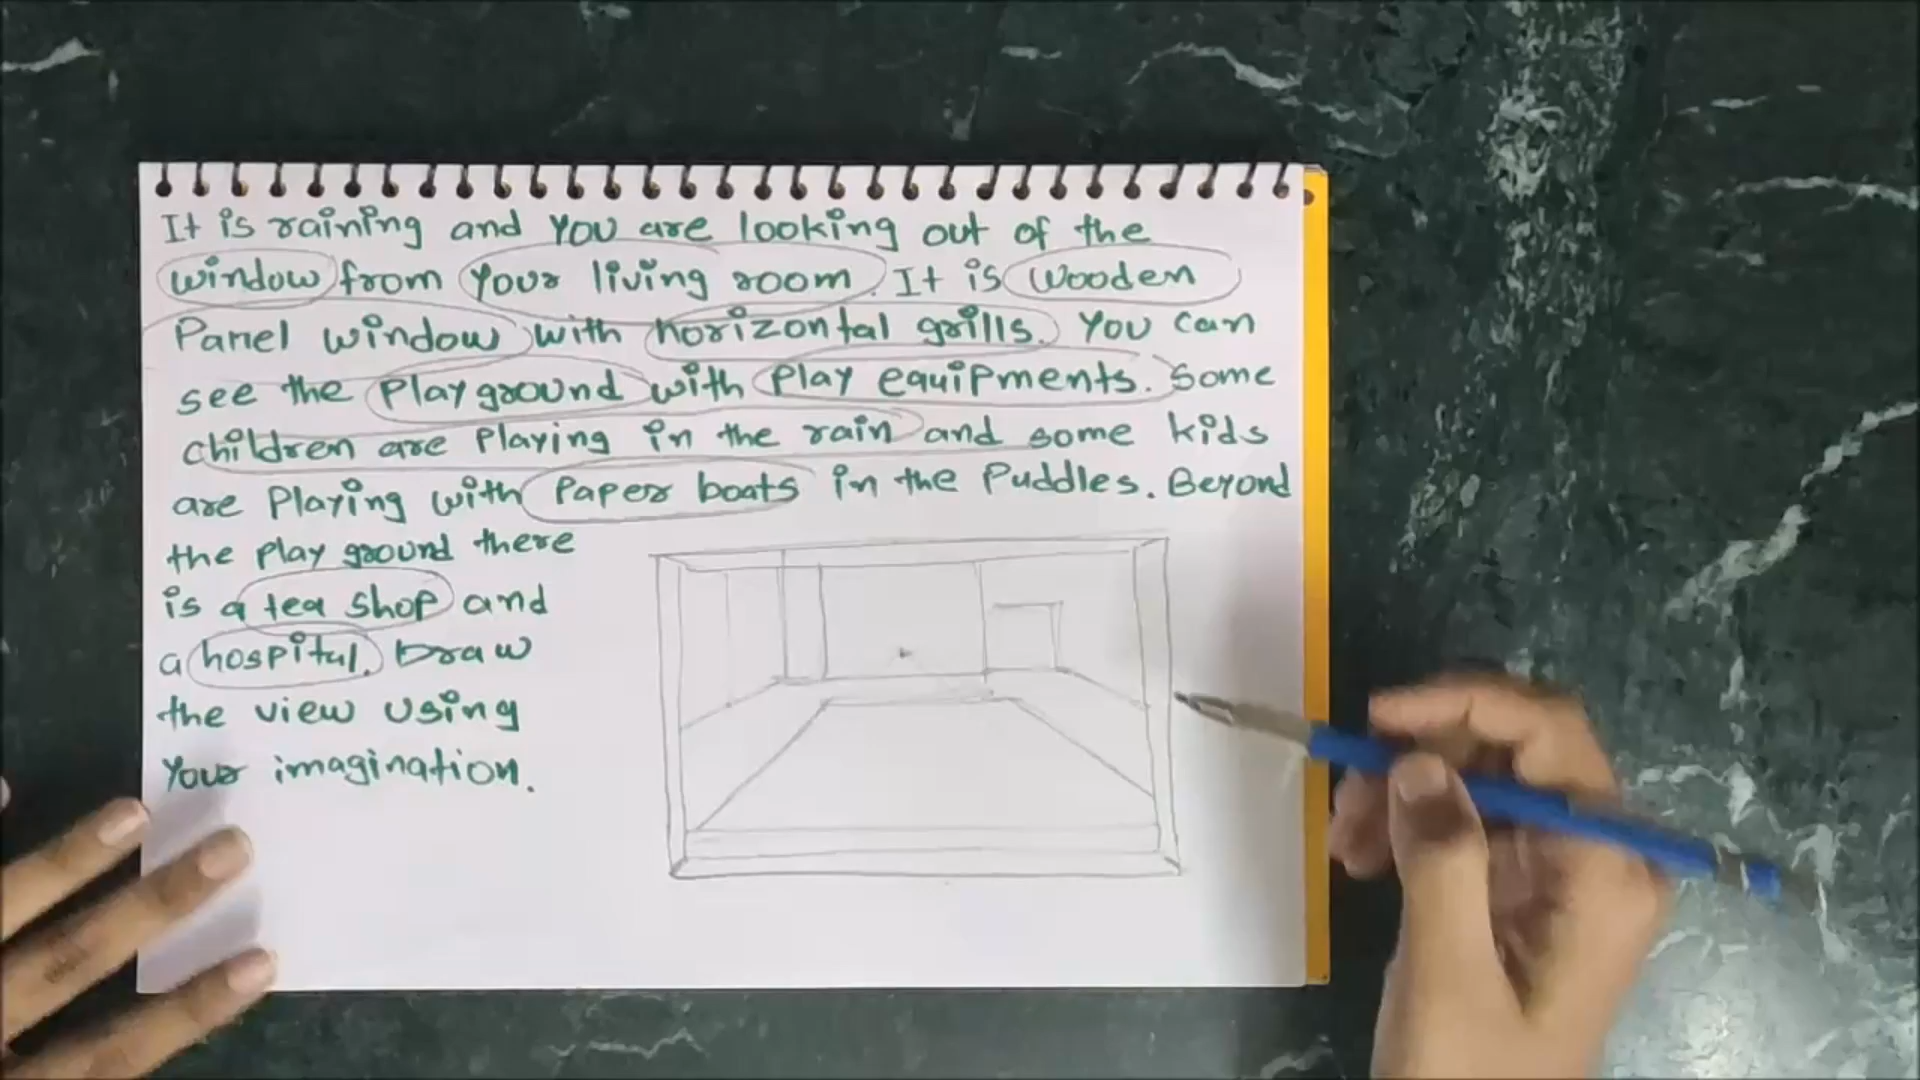 It is raining and you are looking out of the
window from your living room. It is wooden
Panel window with horizontal grills. You can
see the playground with play equipments. Some
children are playing in the rain and some kids
are playing with paper boats in the puddles. Beyond
the play ground there
is a tea shop and
a hospital. Draw
the view using
your imagination.